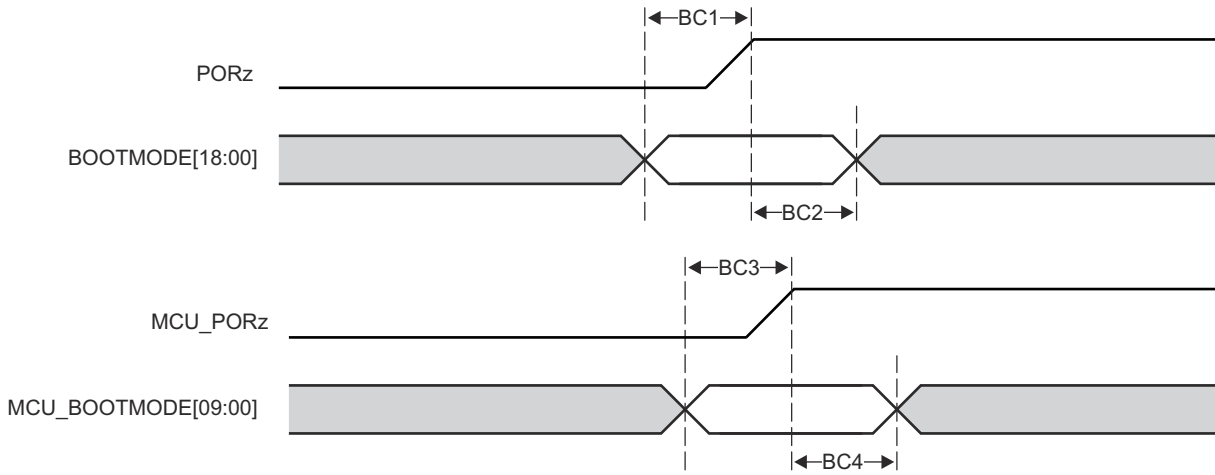 BC1
PORz
BOOTMODE[18:00]
BC2
BC3
MCU_PORz
MCU_BOOTMODE[09:00]
BC4